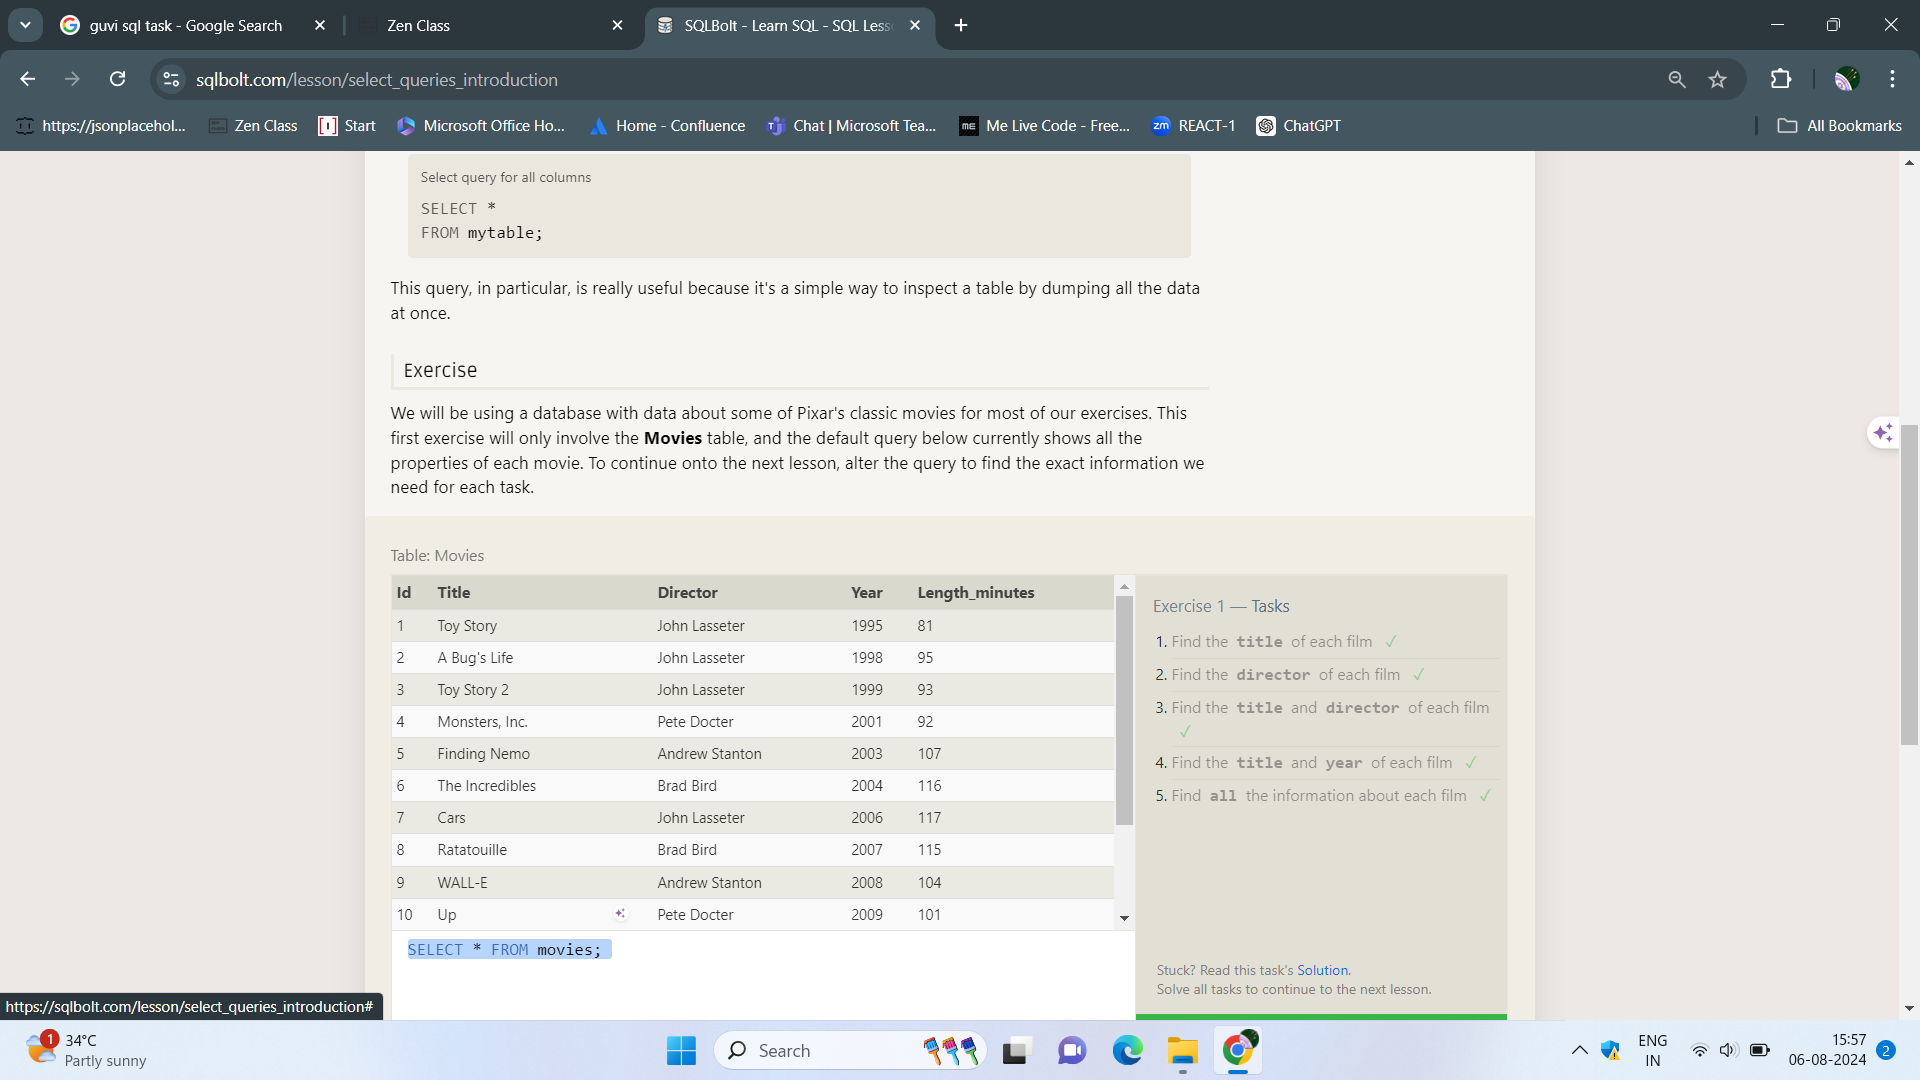 guvi sql task - Google Search
Zen Class
SQLBolt - Learn SQL - SQL Less
sqlbolt.com/lesson/select_queries_introduction
https://jsonplacehol...
Zen Class
Start
Microsoft Office Ho...
Home - Confluence
Chat | Microsoft Tea...
Me Live Code - Free...
REACT-1
ChatGPT
All Bookmarks
Select query for all columns
SELECT *
FROM mytable;
This query, in particular, is really useful because it's a simple way to inspect a table by dumping all the data
at once.
Exercise
We will be using a database with data about some of Pixar's classic movies for most of our exercises. This
first exercise will only involve the Movies table, and the default query below currently shows all the
properties of each movie. To continue onto the next lesson, alter the query to find the exact information we
need for each task.
Table: Movies
Id Title Director Year Length_minutes
1 Toy Story John Lasseter 1995 81
2 A Bug's Life John Lasseter 1998 95
3 Toy Story 2 John Lasseter 1999 93
4 Monsters, Inc. Pete Docter 2001 92
5 Finding Nemo Andrew Stanton 2003 107
6 The Incredibles Brad Bird 2004 116
7 Cars John Lasseter 2006 117
8 Ratatouille Brad Bird 2007 115
9 WALL-E Andrew Stanton 2008 104
10 Up Pete Docter 2009 101
SELECT * FROM movies;
Exercise 1 — Tasks
1. Find the title of each film ✓
2. Find the director of each film ✓
3. Find the title and director of each film
✓
4. Find the title and year of each film ✓
5. Find all the information about each film ✓
Stuck? Read this task's Solution.
Solve all tasks to continue to the next lesson.
https://sqlbolt.com/lesson/select_queries_introduction#
1
34°C
Partly sunny
Search
ENG
IN
15:57
06-08-2024
2
ME
zm